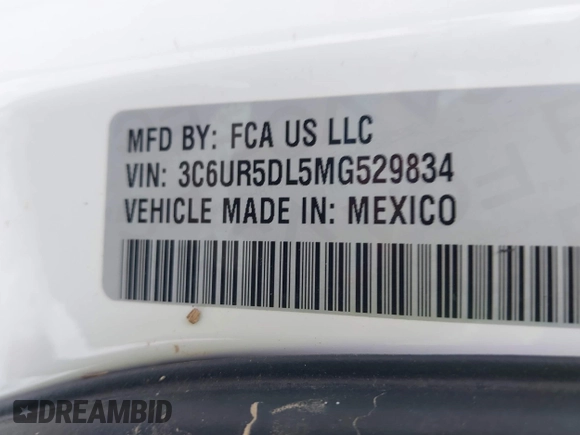 MFD BY: FCA US LLC
VIN: 3C6UR5DL5MG529834
VEHICLE MADE IN: MEXICO
DREAMBID